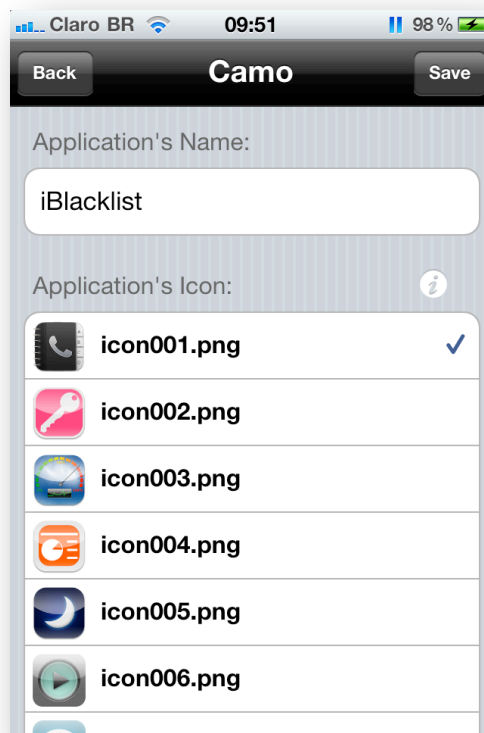 Claro BR 09:51 98 %
Back Camo Save
Application's Name:
iBlacklist
Application's Icon:
icon001.png
icon002.png
icon003.png
icon004.png
icon005.png
icon006.png